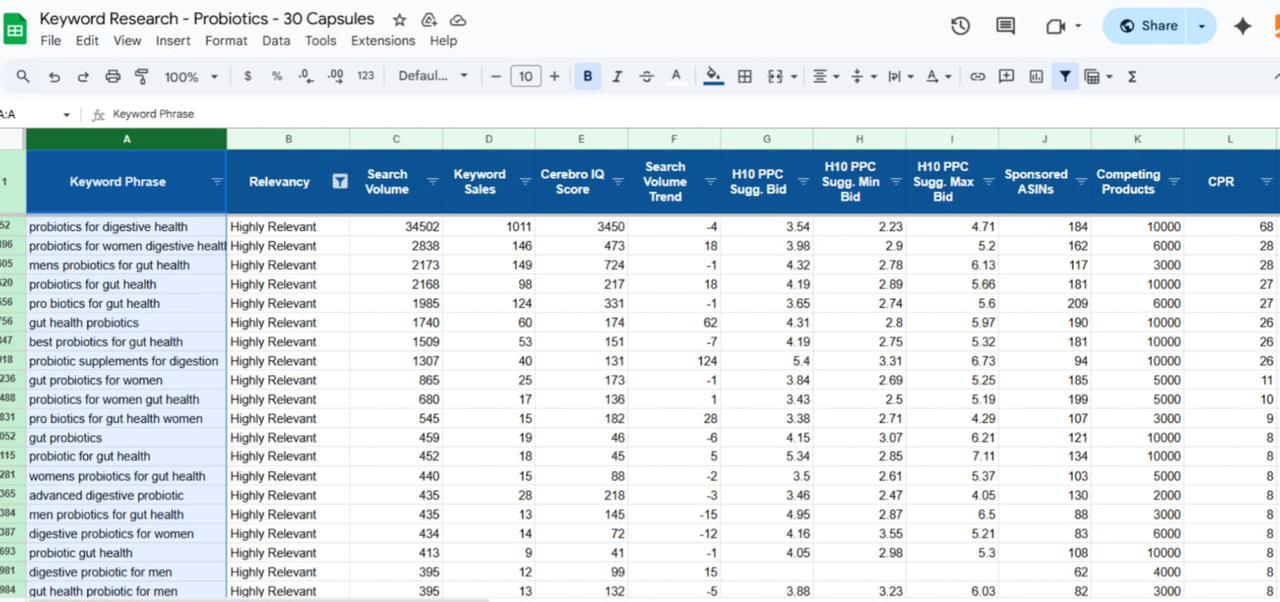 Keyword Research - Probiotics - 30 Capsules
File Edit View Insert Format Data Tools Extensions Help
Share
100% $ % .0 .00 123 Defaul... 10 B I A Σ
A:A fx Keyword Phrase
A B C D E F G H I J K L
1 Keyword Phrase Relevancy Search Volume Keyword Sales Cerebro IQ Score Search Volume Trend H10 PPC Sugg. Bid H10 PPC Sugg. Min Bid H10 PPC Sugg. Max Bid Sponsored ASINs Competing Products CPR
52 probiotics for digestive health Highly Relevant 34502 1011 3450 -4 3.54 2.23 4.71 184 10000 68
396 probiotics for women digestive healt Highly Relevant 2838 146 473 18 3.98 2.9 5.2 162 6000 28
605 mens probiotics for gut health Highly Relevant 2173 149 724 -1 4.32 2.78 6.13 117 3000 28
620 probiotics for gut health Highly Relevant 2168 98 217 18 4.19 2.89 5.66 181 10000 27
656 pro biotics for gut health Highly Relevant 1985 124 331 -1 3.65 2.74 5.6 209 6000 27
756 gut health probiotics Highly Relevant 1740 60 174 62 4.31 2.8 5.97 190 10000 26
347 best probiotics for gut health Highly Relevant 1509 53 151 -7 4.19 2.75 5.32 181 10000 26
918 probiotic supplements for digestion Highly Relevant 1307 40 131 124 5.4 3.31 6.73 94 10000 26
236 gut probiotics for women Highly Relevant 865 25 173 -1 3.84 2.69 5.25 185 5000 11
488 probiotics for women gut health Highly Relevant 680 17 136 1 3.43 2.5 5.19 199 5000 10
831 pro biotics for gut health women Highly Relevant 545 15 182 28 3.38 2.71 4.29 107 3000 9
052 gut probiotics Highly Relevant 459 19 46 -6 4.15 3.07 6.21 121 10000 8
115 probiotic for gut health Highly Relevant 452 18 45 5 5.34 2.85 7.11 134 10000 8
281 womens probiotics for gut health Highly Relevant 440 15 88 -2 3.5 2.61 5.37 103 5000 8
365 advanced digestive probiotic Highly Relevant 435 28 218 -3 3.46 2.47 4.05 130 2000 8
384 men probiotics for gut health Highly Relevant 435 13 145 -15 4.95 2.87 6.5 88 3000 8
387 digestive probiotics for women Highly Relevant 434 14 72 -12 4.16 3.55 5.21 83 6000 8
693 probiotic gut health Highly Relevant 413 9 41 -1 4.05 2.98 5.3 108 10000 8
981 digestive probiotic for men Highly Relevant 395 12 99 15 62 4000 8
984 gut health probiotic for men Highly Relevant 395 13 132 -5 3.88 3.23 6.03 82 3000 8